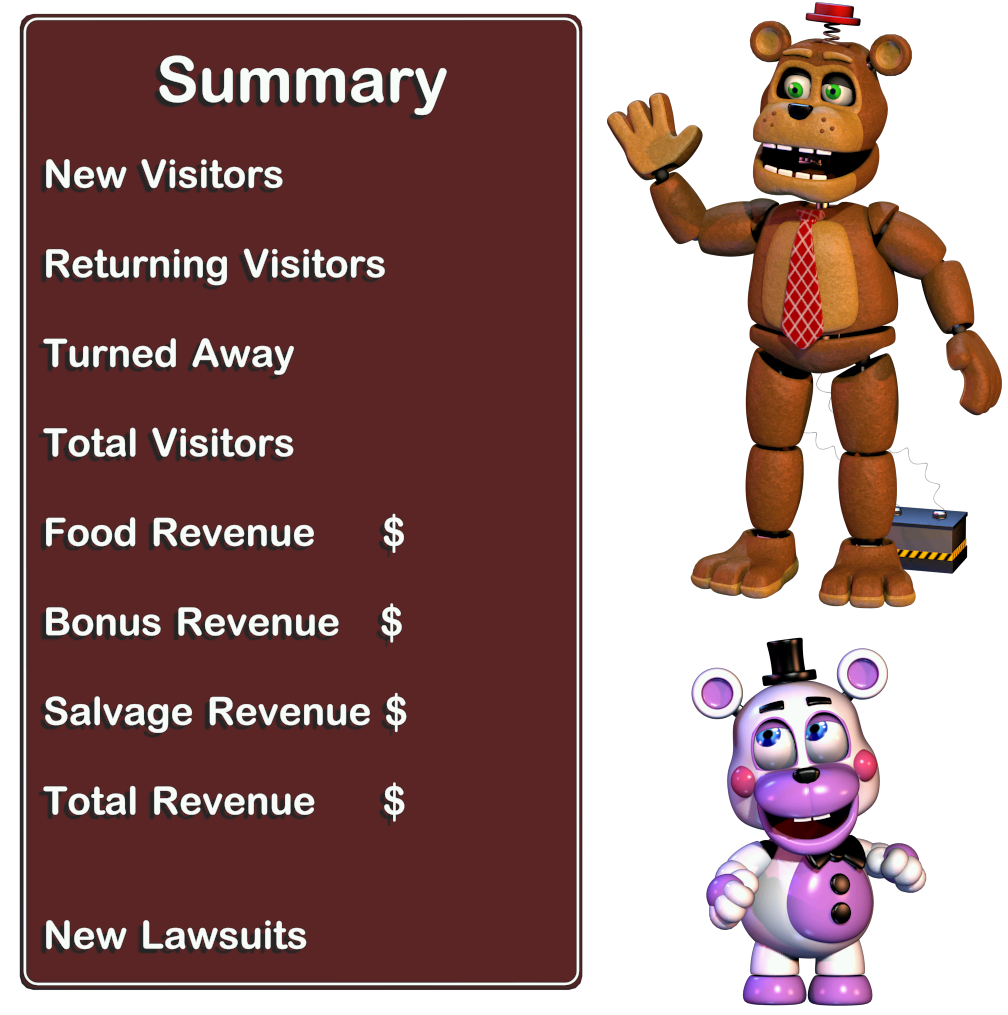 Summary
New Visitors
Returning Visitors
Turned Away
Total Visitors
Food Revenue $
Bonus Revenue $
Salvage Revenue $
Total Revenue $
New Lawsuits